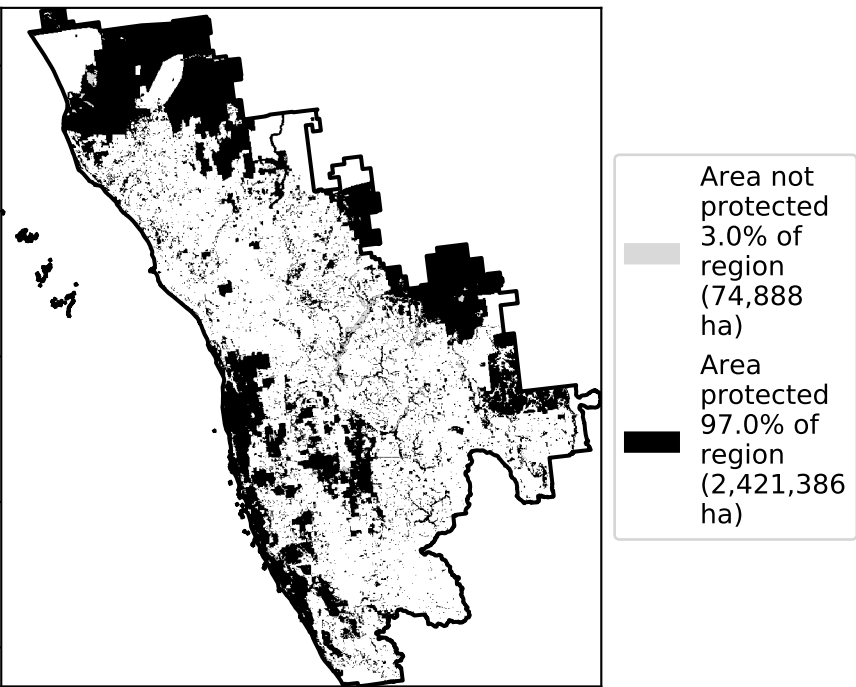 Area not
protected
3.0% of
region
(74,888
ha)
Area
protected
97.0% of
region
(2,421,386
ha)